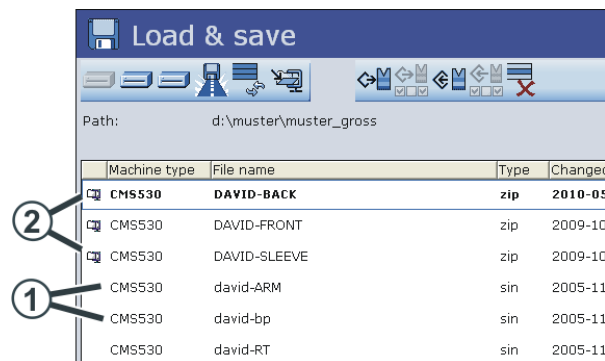 Load & save
Path: d:\muster\muster_gross
Machine type File name Type Changed
CMS530 DAVID-BACK zip 2010-05
2
CMS530 DAVID-FRONT zip 2009-10
CMS530 DAVID-SLEEVE zip 2009-10
1
CMS530 david-ARM sin 2005-11
CMS530 david-bp sin 2005-11
CMS530 david-RT sin 2005-11